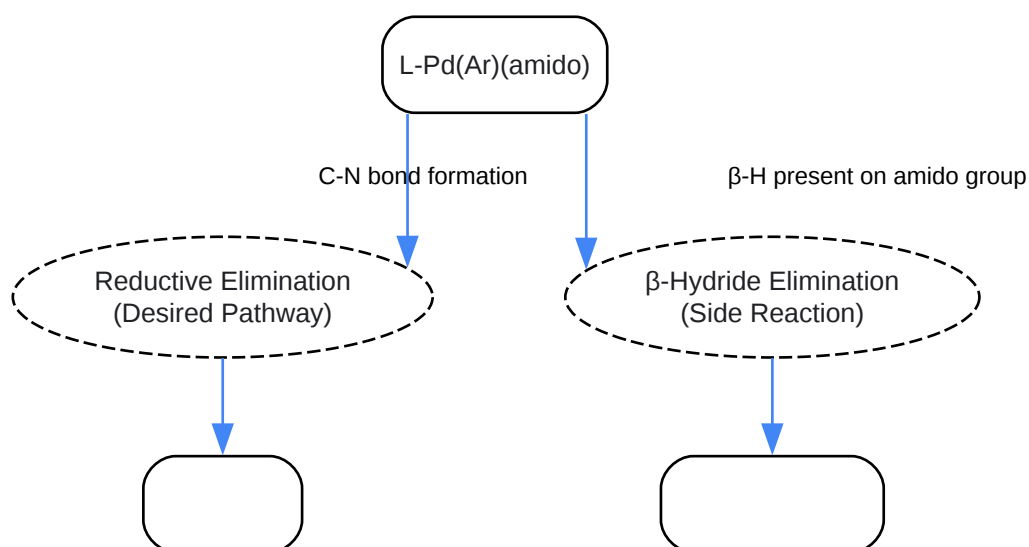 L-Pd(Ar)(amido)
C-N bond formation
β-H present on amido group
Reductive Elimination
(Desired Pathway)
β-Hydride Elimination
(Side Reaction)